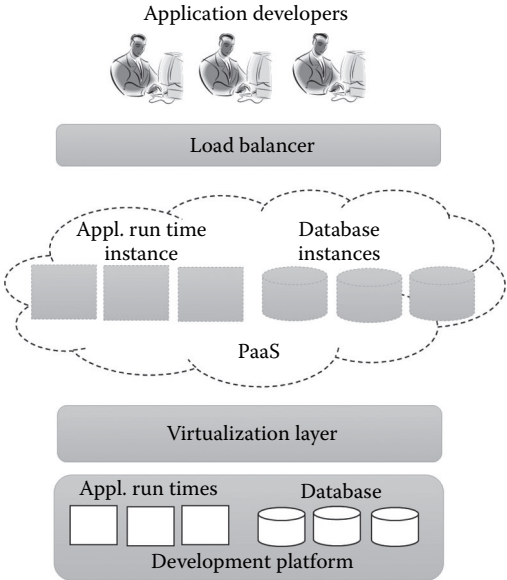 Application developers
Load balancer
Appl. run time
instance
Database
instances
PaaS
Virtualization layer
Appl. run times
Database
Development platform